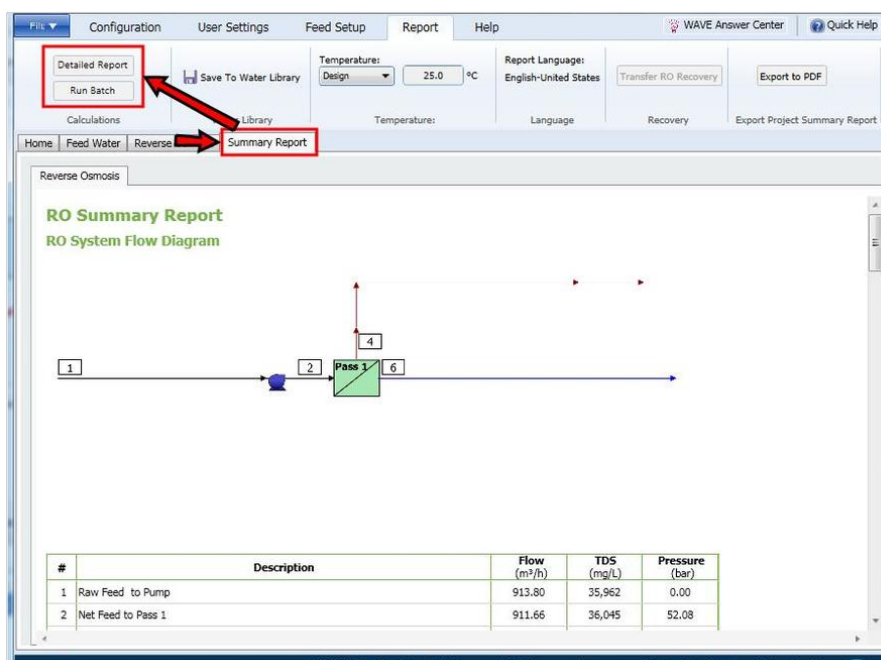 File Configuration User Settings Feed Setup Report Help WAVE Answer Center Quick Help
Detailed Report
Run Batch
Calculations
Save To Water Library
Library
Temperature:
Design 25.0 ºC
Temperature:
Report Language:
English-United States
Language
Transfer RO Recovery
Recovery
Export to PDF
Export Project Summary Report
Home Feed Water Reverse Summary Report
Reverse Osmosis
RO Summary Report
RO System Flow Diagram
4
1 2 Pass 1 6
# Description Flow (m³/h) TDS (mg/L) Pressure (bar)
1 Raw Feed to Pump 913.80 35,962 0.00
2 Net Feed to Pass 1 911.66 36,045 52.08